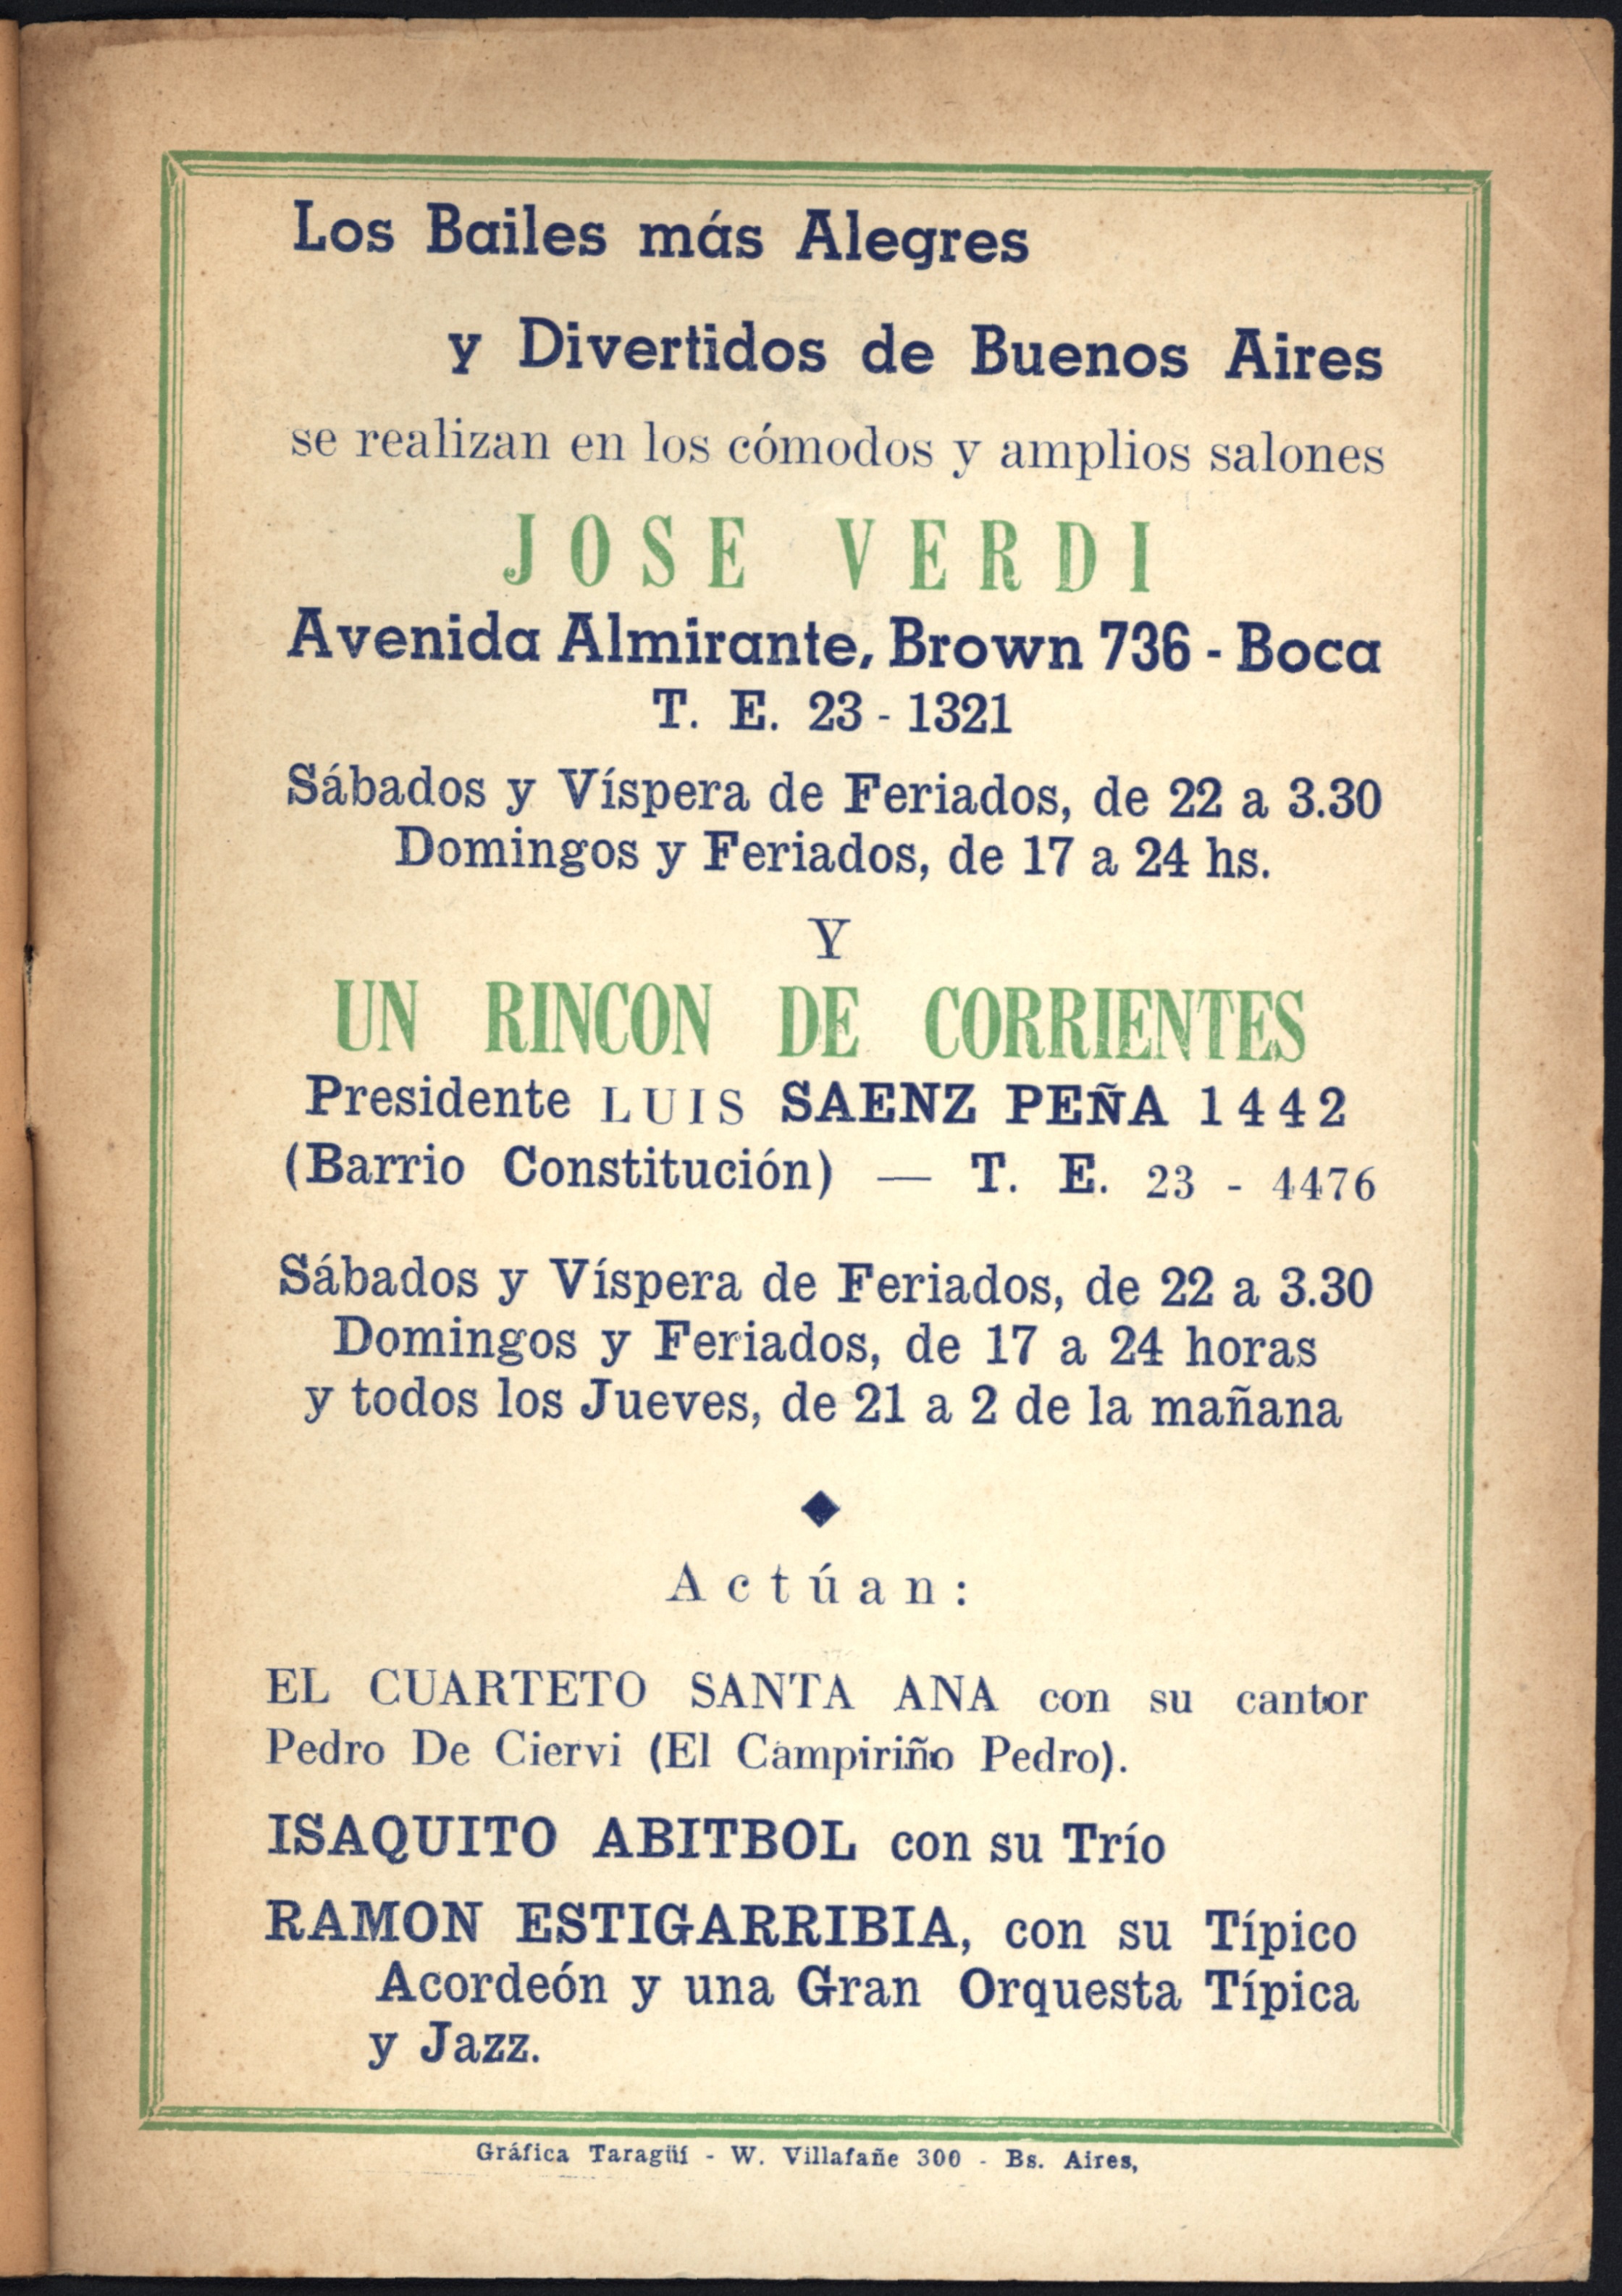 Los Bailes más Alegres
y Divertidos de Buenos Aires
se realizan en los cómodos y amplios salones
JOSE VERDI
Avenida Almirante, Brown 736 - Boca
T. E. 23 - 1321
Sábados y Víspera de Feriados, de 22 a 3.30
Domingos y Feriados, de 17 a 24 hs.
Y
UN RINCON DE CORRIENTES
Presidente LUIS SAENZ PEÑA 1442
(Barrio Constitución) — T. E. 23 - 4476
Sábados y Víspera de Feriados, de 22 a 3.30
Domingos y Feriados, de 17 a 24 horas
y todos los Jueves, de 21 a 2 de la mañana
Actúan:
EL CUARTETO SANTA ANA con su cantor
Pedro De Ciervi (El Campiriño Pedro).
ISAQUITO ABITBOL con su Trío
RAMON ESTIGARRIBIA, con su Típico
Acordeón y una Gran Orquesta Típica
y Jazz.
Gráfica Taragüí - W. Villafañe 300 - Bs. Aires,